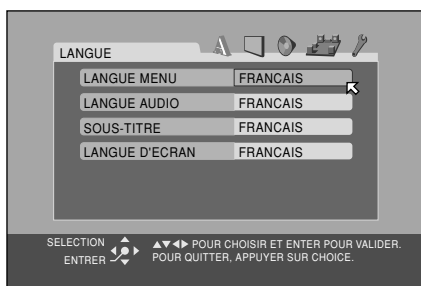 LANGUE
LANGUE MENU FRANCAIS
LANGUE AUDIO FRANCAIS
SOUS-TITRE FRANCAIS
LANGUE D'ECRAN FRANCAIS
SELECTION ▲▼◀▶ POUR CHOISIR ET ENTER POUR VALIDER.
ENTRER POUR QUITTER, APPUYER SUR CHOICE.